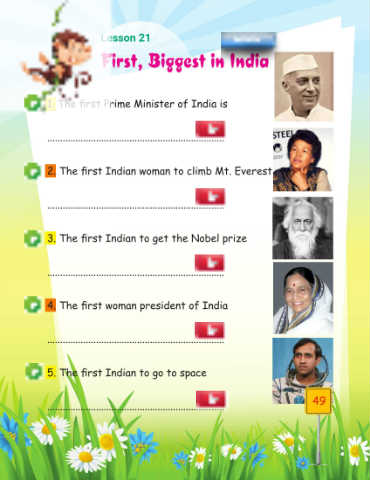 Lesson 21
First, Biggest in India
1. The first Prime Minister of India is
2. The first Indian woman to climb Mt. Everest
STEEL
3. The first Indian to get the Nobel prize
4. The first woman president of India
5. The first Indian to go to space
49